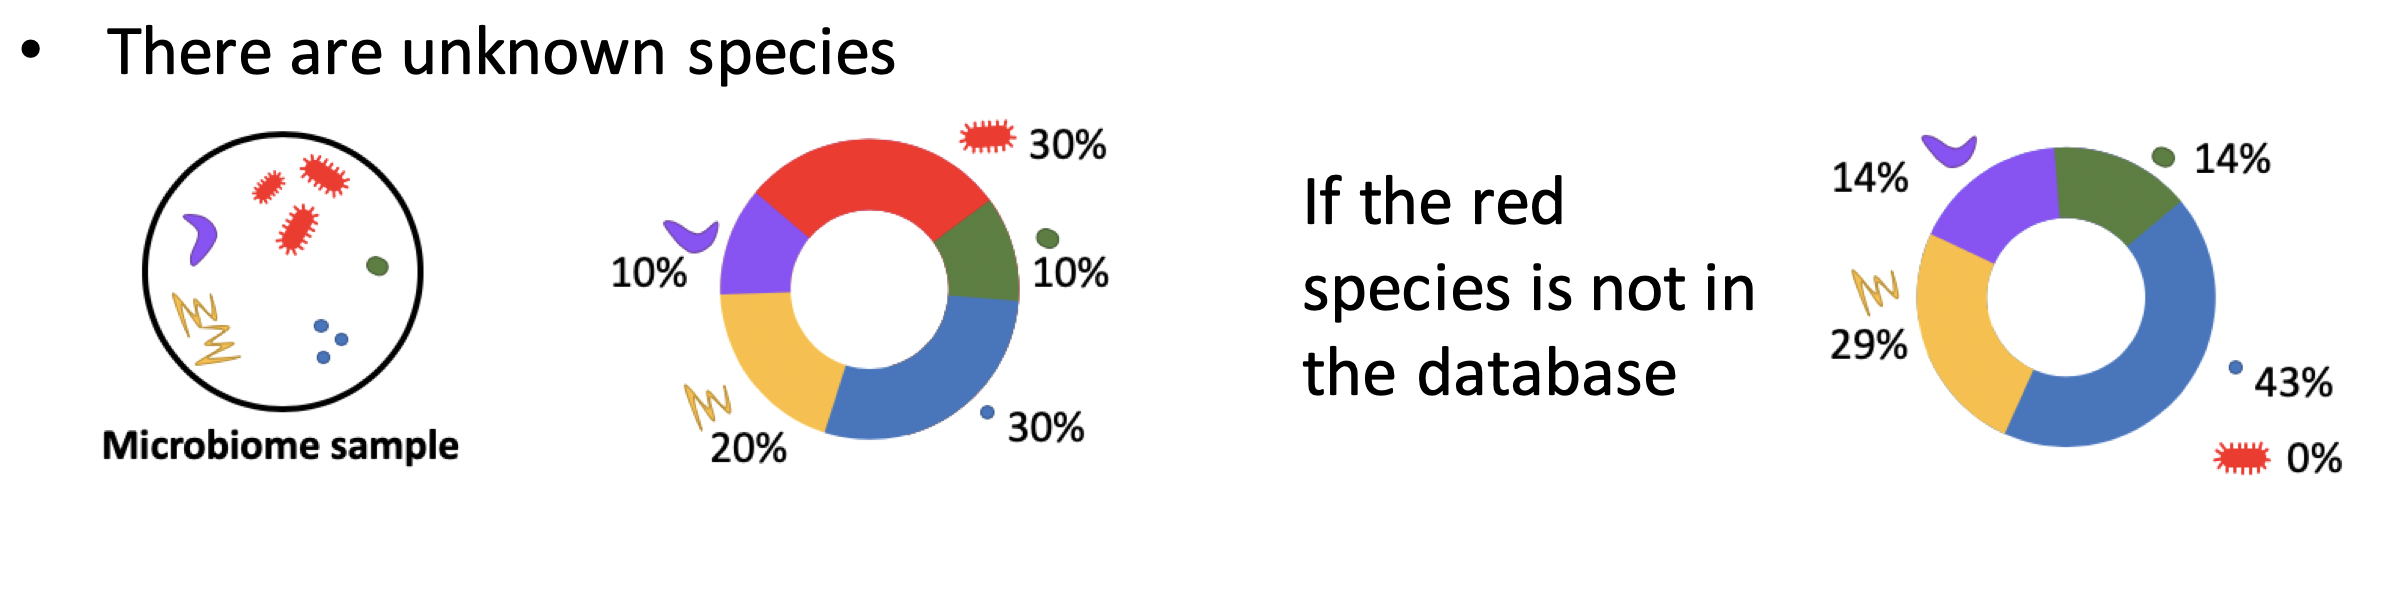 • There are unknown species
Microbiome sample
30%
10%
30%
20%
10%
If the red
species is not in
the database
14%
14%
29%
43%
0%